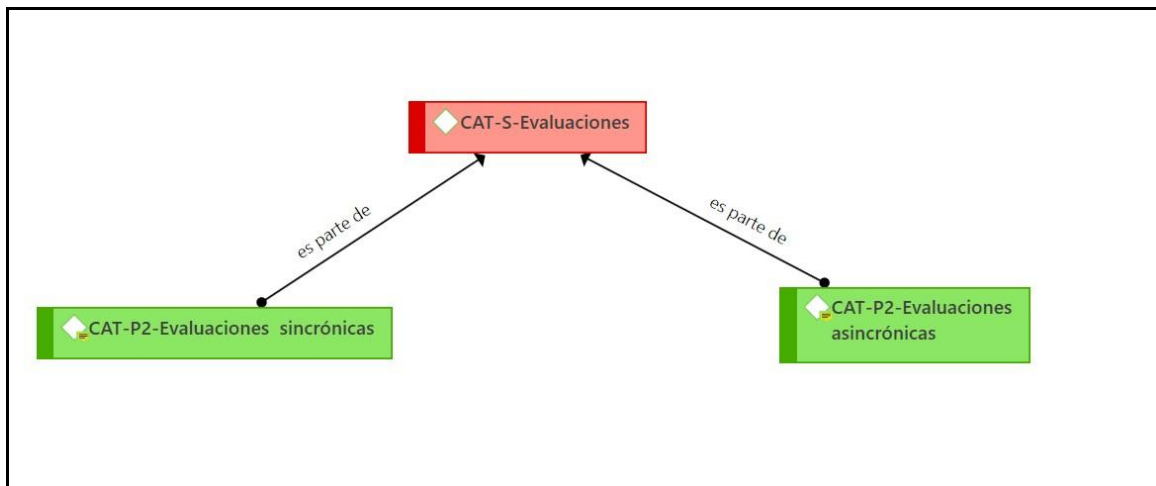 CAT-S-Evaluaciones
es parte de
es parte de
CAT-P2-Evaluaciones sincrónicas
CAT-P2-Evaluaciones
asincrónicas